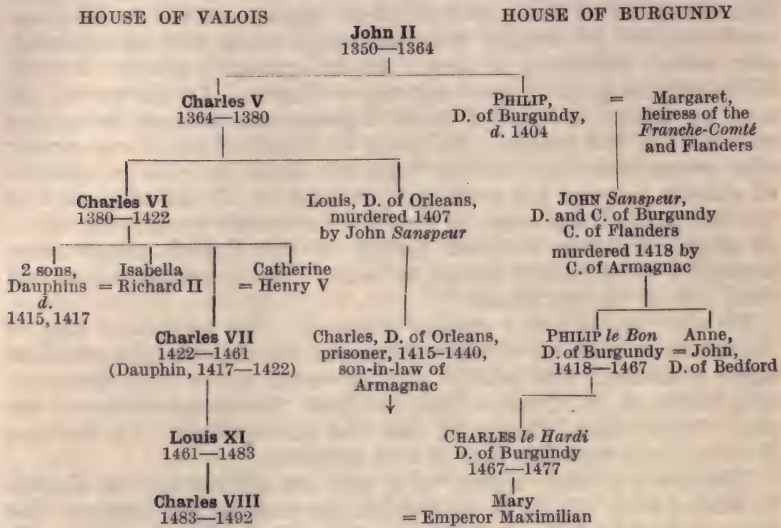 HOUSE OF VALOIS
HOUSE OF BURGUNDY
John II
1350—1364
Charles V
1364—1380
PHILIP,
D. of Burgundy,
d. 1404
=
Margaret,
heiress of the
Franche-Comté
and Flanders
Charles VI
1380—1422
Louis, D. of Orleans,
murdered 1407
by John Sanspeur
JOHN Sanspeur,
D. and C. of Burgundy
C. of Flanders
murdered 1418 by
C. of Armagnac
2 sons,
Dauphins
d.
1415, 1417
Isabella
= Richard II
Catherine
= Henry V
Charles VII
1422—1461
(Dauphin, 1417—1422)
Charles, D. of Orleans,
prisoner, 1415-1440,
son-in-law of
Armagnac
PHILIP le Bon
D. of Burgundy
1418—1467
Anne,
= John,
D. of Bedford
Louis XI
1461—1483
CHARLES le Hardi
D. of Burgundy
1467—1477
Charles VIII
1483—1492
Mary
= Emperor Maximilian